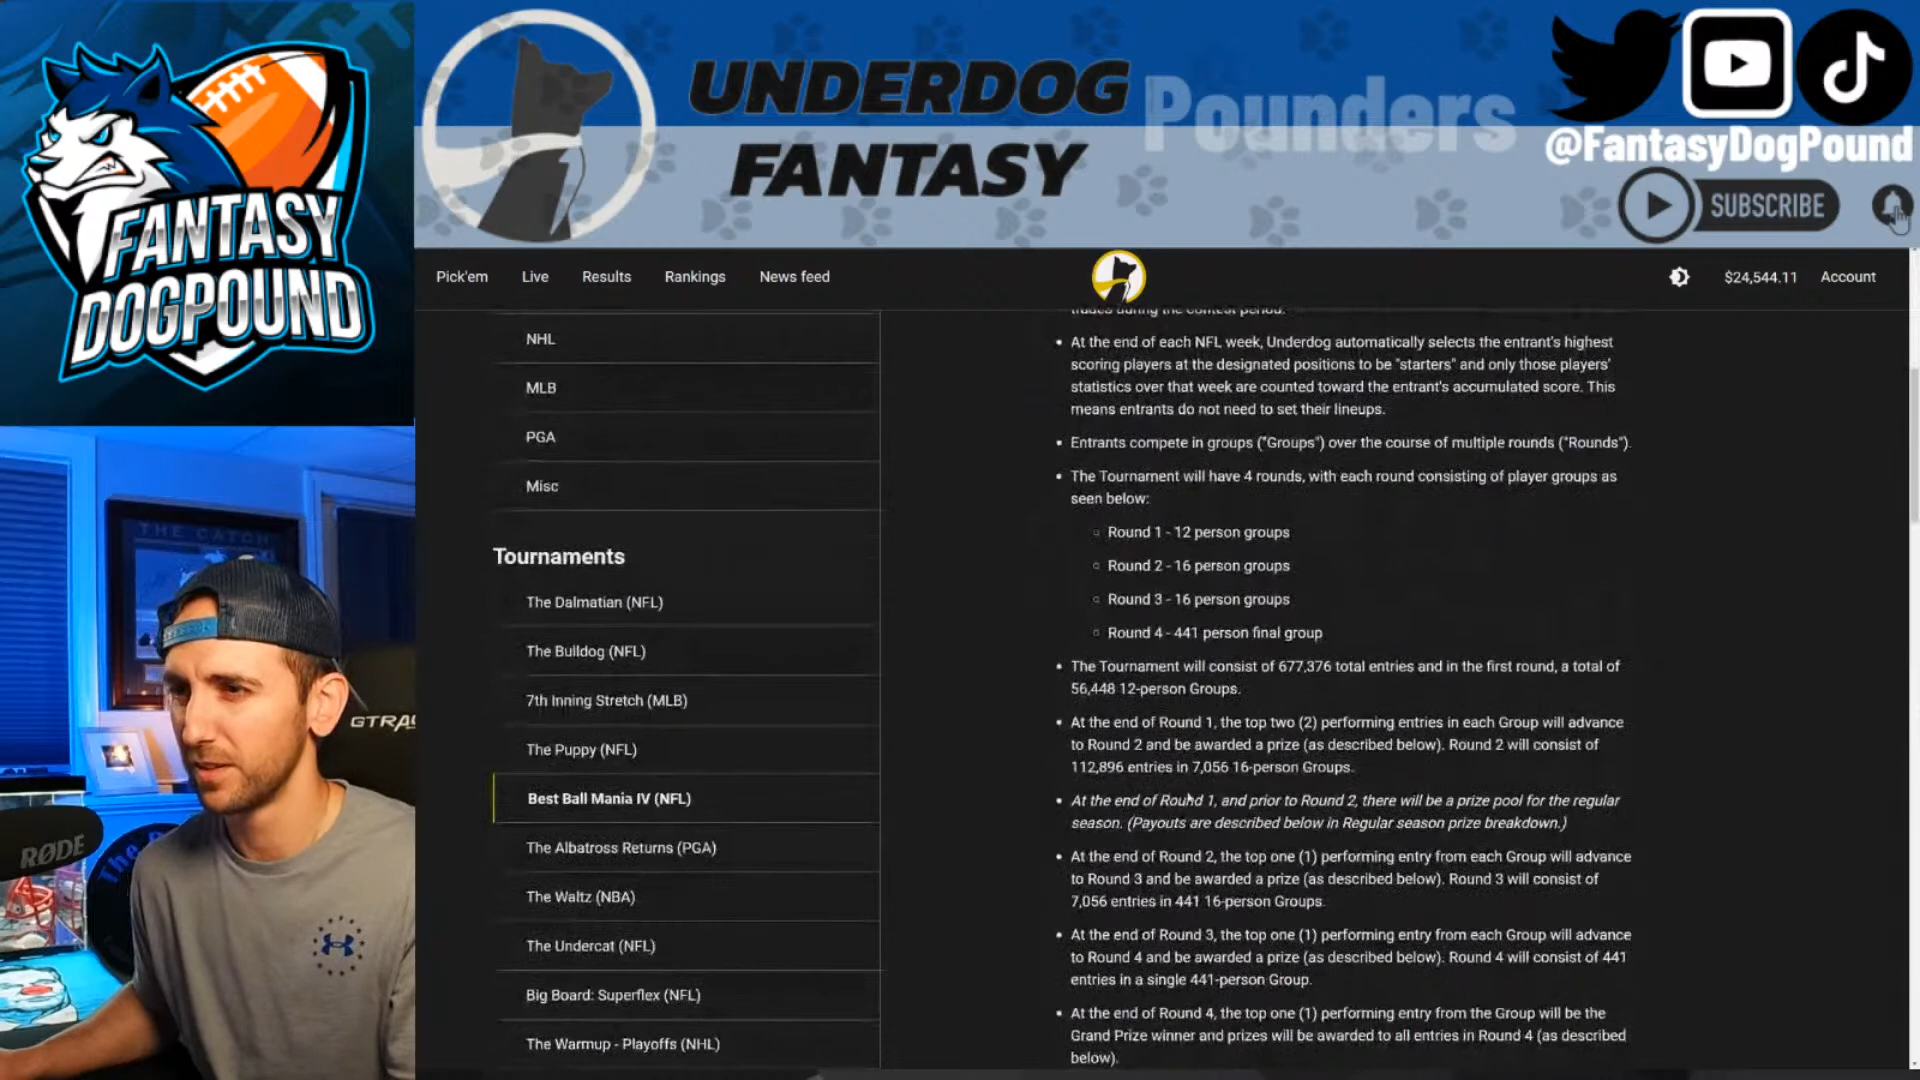 FANTASY
DOGPOUND
UNDERDOG
FANTASY
Pounders
@FantasyDogPound
SUBSCRIBE
Pick'em Live Results Rankings News feed $24,544.11 Account
NHL
MLB
PGA
Misc
Tournaments
The Dalmatian (NFL)
The Bulldog (NFL)
7th Inning Stretch (MLB)
The Puppy (NFL)
Best Ball Mania IV (NFL)
The Albatross Returns (PGA)
The Waltz (NBA)
The Undercat (NFL)
Big Board: Superflex (NFL)
The Warmup - Playoffs (NHL)
trades during the contest period.
• At the end of each NFL week, Underdog automatically selects the entrant's highest
scoring players at the designated positions to be "starters" and only those players'
statistics over that week are counted toward the entrant's accumulated score. This
means entrants do not need to set their lineups.
• Entrants compete in groups ("Groups") over the course of multiple rounds ("Rounds").
• The Tournament will have 4 rounds, with each round consisting of player groups as
seen below:
○ Round 1 - 12 person groups
○ Round 2 - 16 person groups
○ Round 3 - 16 person groups
○ Round 4 - 441 person final group
• The Tournament will consist of 677,376 total entries and in the first round, a total of
56,448 12-person Groups.
• At the end of Round 1, the top two (2) performing entries in each Group will advance
to Round 2 and be awarded a prize (as described below). Round 2 will consist of
112,896 entries in 7,056 16-person Groups.
• At the end of Round 1, and prior to Round 2, there will be a prize pool for the regular
season. (Payouts are described below in Regular season prize breakdown.)
• At the end of Round 2, the top one (1) performing entry from each Group will advance
to Round 3 and be awarded a prize (as described below). Round 3 will consist of
7,056 entries in 441 16-person Groups.
• At the end of Round 3, the top one (1) performing entry from each Group will advance
to Round 4 and be awarded a prize (as described below). Round 4 will consist of 441
entries in a single 441-person Group.
• At the end of Round 4, the top one (1) performing entry from the Group will be the
Grand Prize winner and prizes will be awarded to all entries in Round 4 (as described
below).
THE CATCH
RØDE